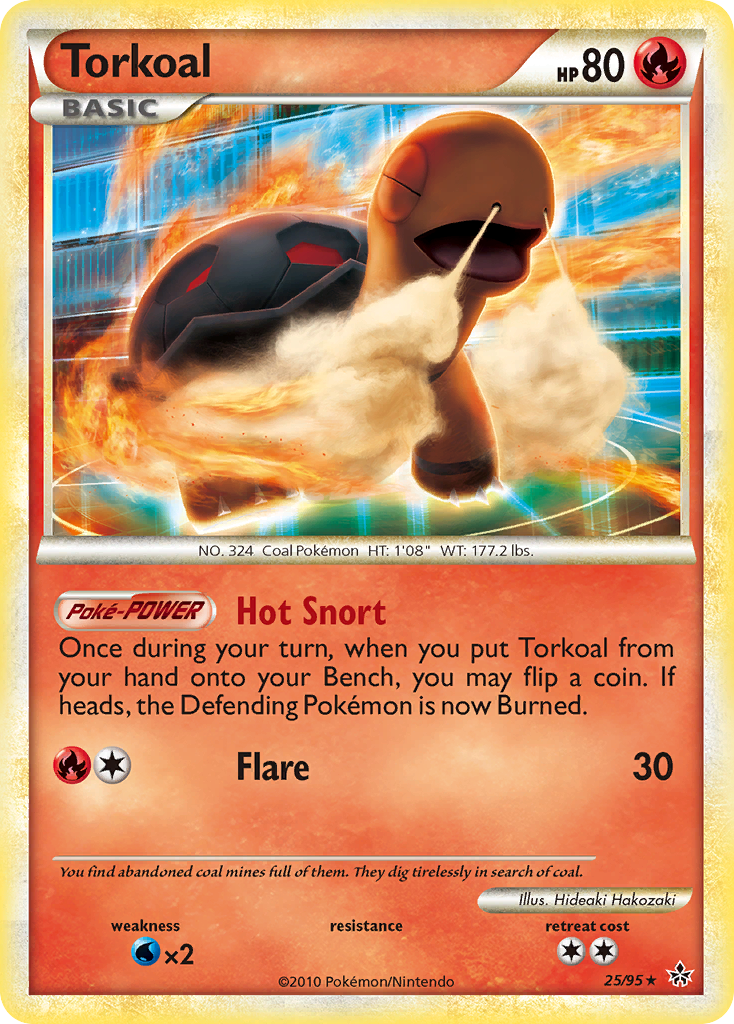 Torkoal
HP 80
BASIC
NO. 324 Coal Pokémon HT: 1'08" WT: 177.2 lbs.
Poké-POWER Hot Snort
Once during your turn, when you put Torkoal from
your hand onto your Bench, you may flip a coin. If
heads, the Defending Pokémon is now Burned.
Flare 30
You find abandoned coal mines full of them. They dig tirelessly in search of coal.
Illus. Hideaki Hakozaki
weakness resistance retreat cost
×2
©2010 Pokémon/Nintendo 25/95 ★